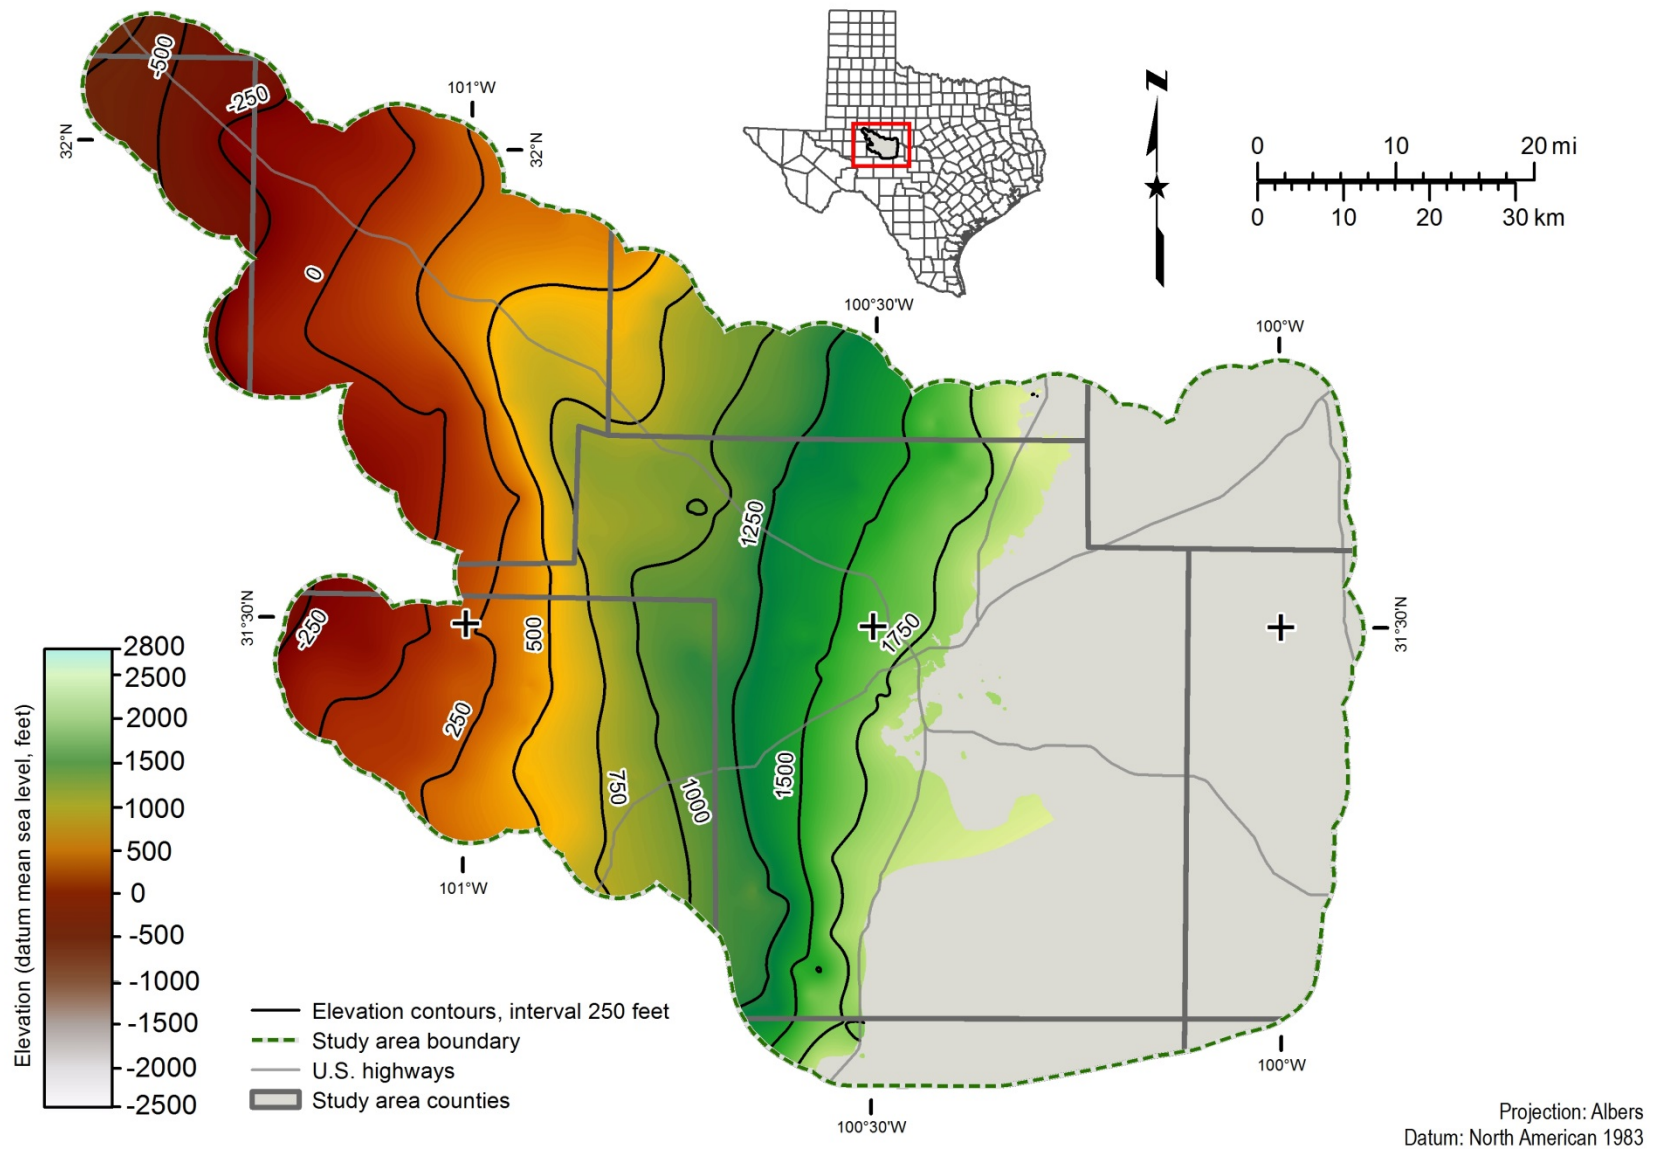 -500
-250
101°W
32°N
32°N
N
0 10 20 mi
0 10 20 30 km
0
100°30'W
100°W
1250
31°30'N
-250
500
1750
31°30'N
250
750
1000
1500
Elevation (datum mean sea level, feet)
2800
2500
2000
1500
1000
500
0
-500
-1000
-1500
-2000
-2500
101°W
Elevation contours, interval 250 feet
Study area boundary
U.S. highways
Study area counties
100°W
100°30'W
Projection: Albers
Datum: North American 1983